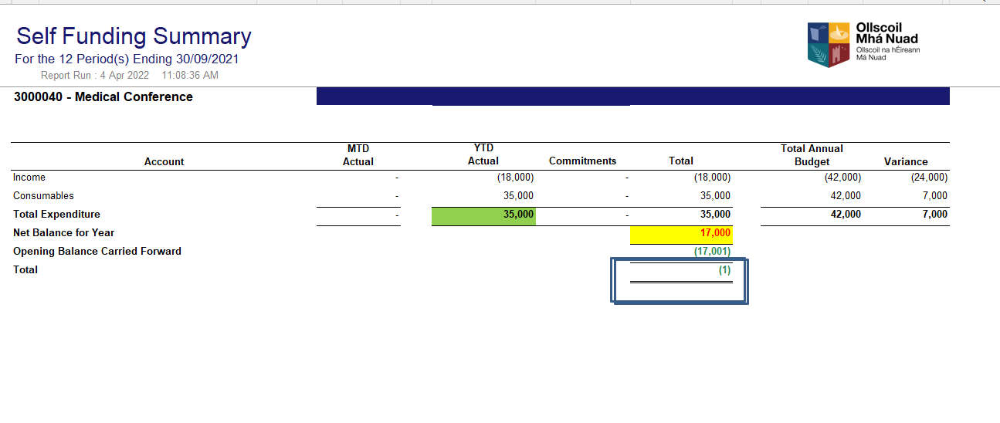 Self Funding Summary
For the 12 Period(s) Ending 30/09/2021
Report Run : 4 Apr 2022 11:08:36 AM
Ollscoil
Mhá Nuad
Ollscoil na hÉireann
Má Nuad
3000040 - Medical Conference
MTD YTD Total Annual
Account Actual Actual Commitments Total Budget Variance
Income - (18,000) - (18,000) (42,000) (24,000)
Consumables - 35,000 - 35,000 42,000 7,000
Total Expenditure - 35,000 - 35,000 42,000 7,000
Net Balance for Year 17,000
Opening Balance Carried Forward (17,001)
Total (1)